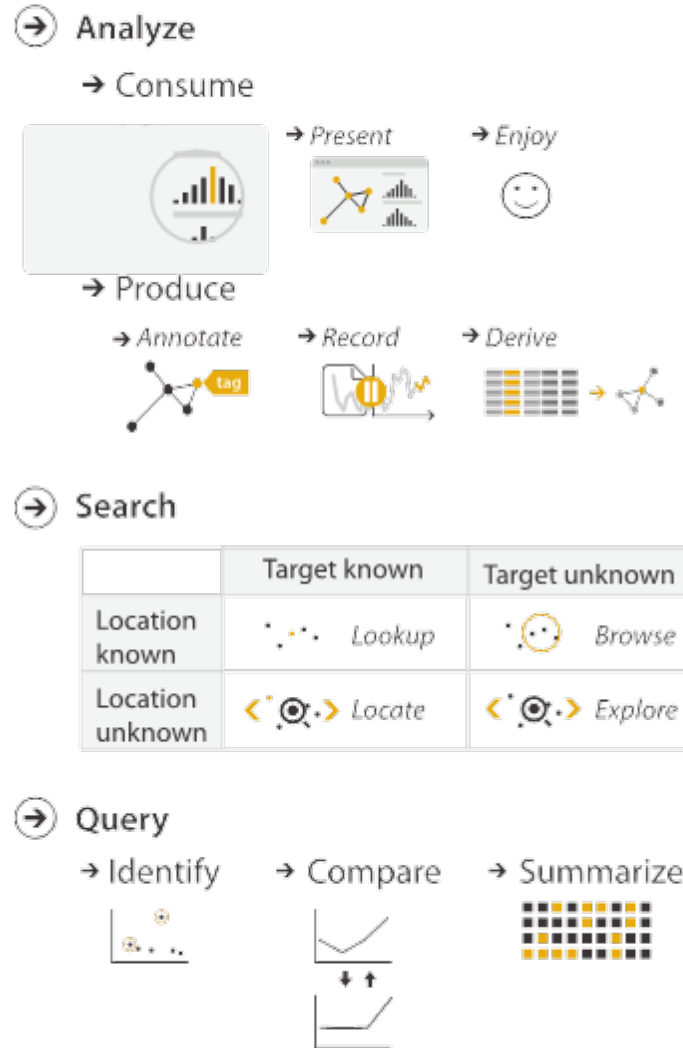 Analyze
Consume
Present
Enjoy
Produce
Annotate
Record
Derive
tag
Search
Target known
Target unknown
Location known
Lookup
Browse
Location unknown
Locate
Explore
Query
Identify
Compare
Summarize